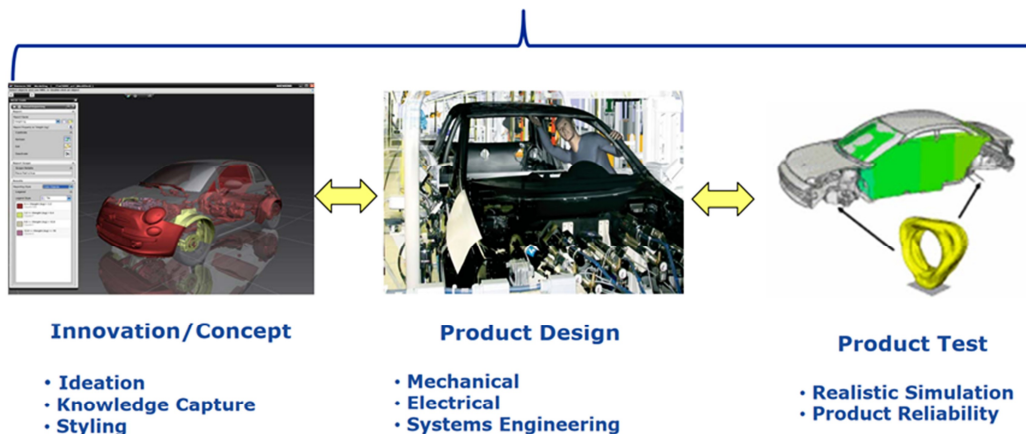 Innovation/Concept
• Ideation
• Knowledge Capture
• Styling
Product Design
• Mechanical
• Electrical
• Systems Engineering
Product Test
• Realistic Simulation
• Product Reliability